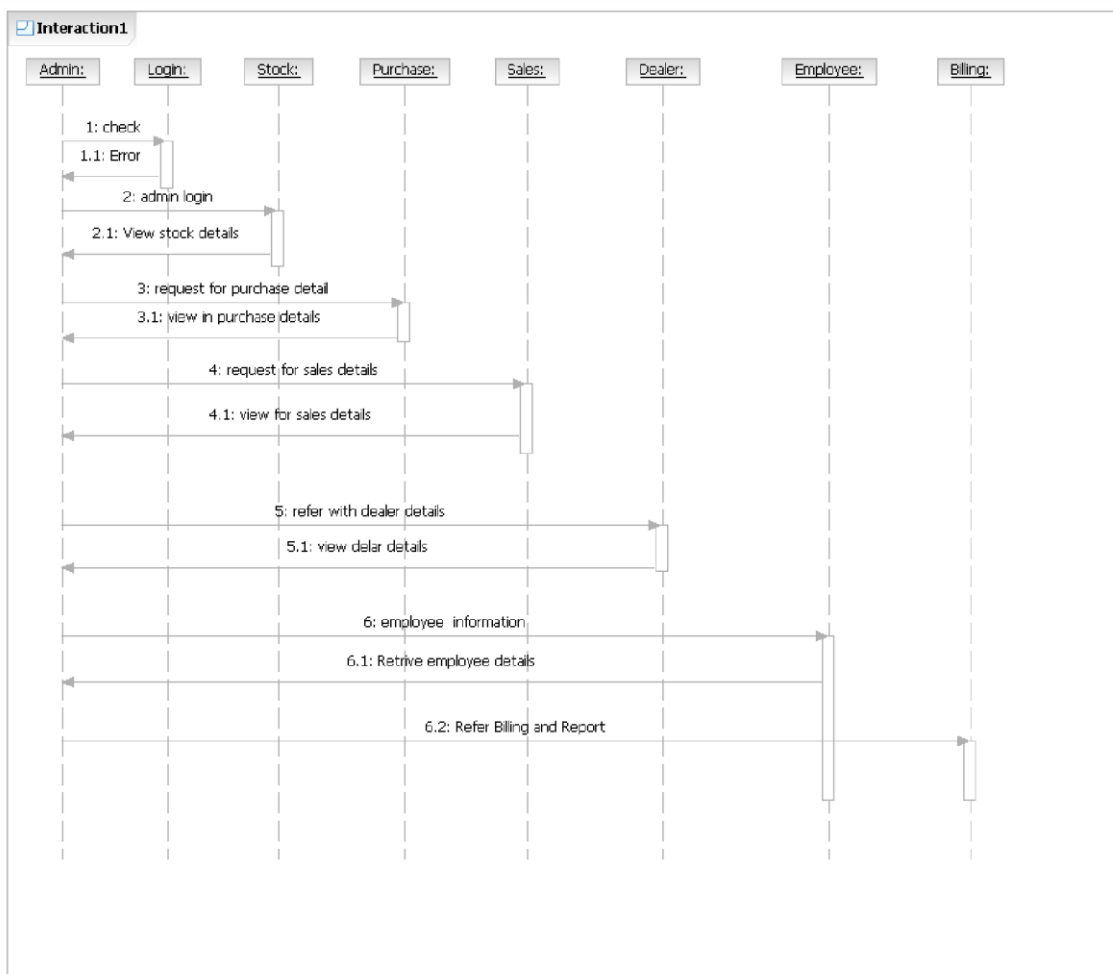 Interaction1
Admin: Login: Stock: Purchase: Sales: Dealer: Employee: Billing:
1: check
1.1: Error
2: admin login
2.1: View stock details
3: request for purchase detail
3.1: view in purchase details
4: request for sales details
4.1: view for sales details
5: refer with dealer details
5.1: view delar details
6: employee information
6.1: Retrive employee details
6.2: Refer Billing and Report